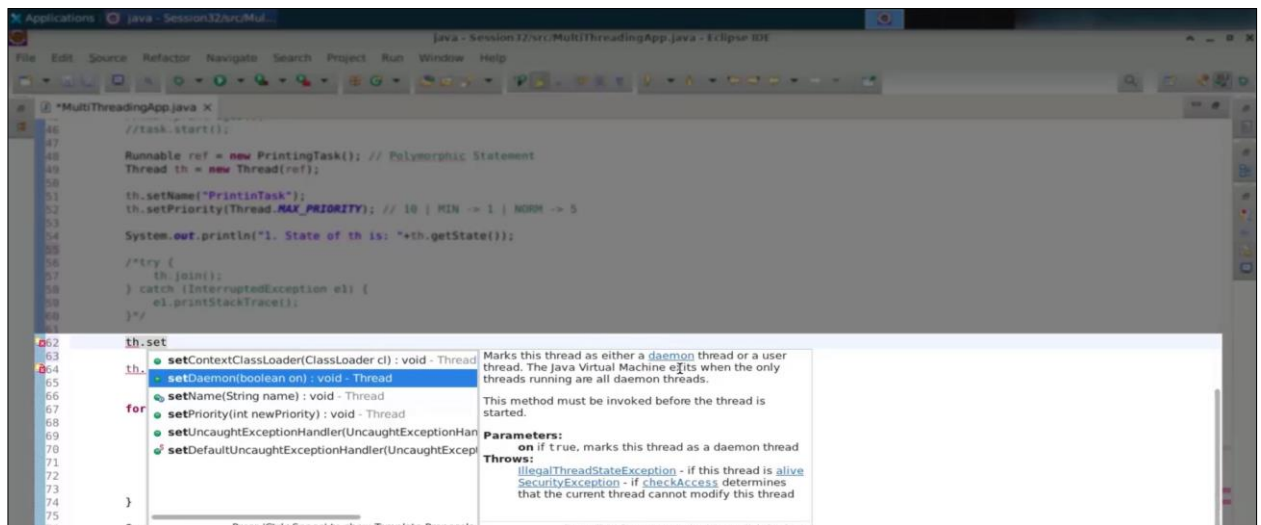 Applications java - Session32/src/Mul...
java - Session32/src/MultiThreadingApp.java - Eclipse IDE
File Edit Source Refactor Navigate Search Project Run Window Help
*MultiThreadingApp.java
46 //task.start();
47
48 Runnable ref = new PrintingTask(); // Polymorphic Statement
49 Thread th = new Thread(ref);
50
51 th.setName("PrintinTask");
52 th.setPriority(Thread.MAX_PRIORITY); // 10 | MIN -> 1 | NORM -> 5
53
54 System.out.println("1. State of th is: "+th.getState());
55
56 /*try {
57 th.join();
58 } catch (InterruptedException e1) {
59 e1.printStackTrace();
60 }*/
61
62 th.set
63
64 th.
65
66
67 for
68
69
70
71
72
73
74 }
75
setContextClassLoader(ClassLoader cl) : void - Thread
setDaemon(boolean on) : void - Thread
setName(String name) : void - Thread
setPriority(int newPriority) : void - Thread
setUncaughtExceptionHandler(UncaughtExceptionHan
setDefaultUncaughtExceptionHandler(UncaughtExcept
Marks this thread as either a daemon thread or a user
thread. The Java Virtual Machine exits when the only
threads running are all daemon threads.
This method must be invoked before the thread is
started.
Parameters:
on if true, marks this thread as a daemon thread
Throws:
IllegalThreadStateException - if this thread is alive
SecurityException - if checkAccess determines
that the current thread cannot modify this thread